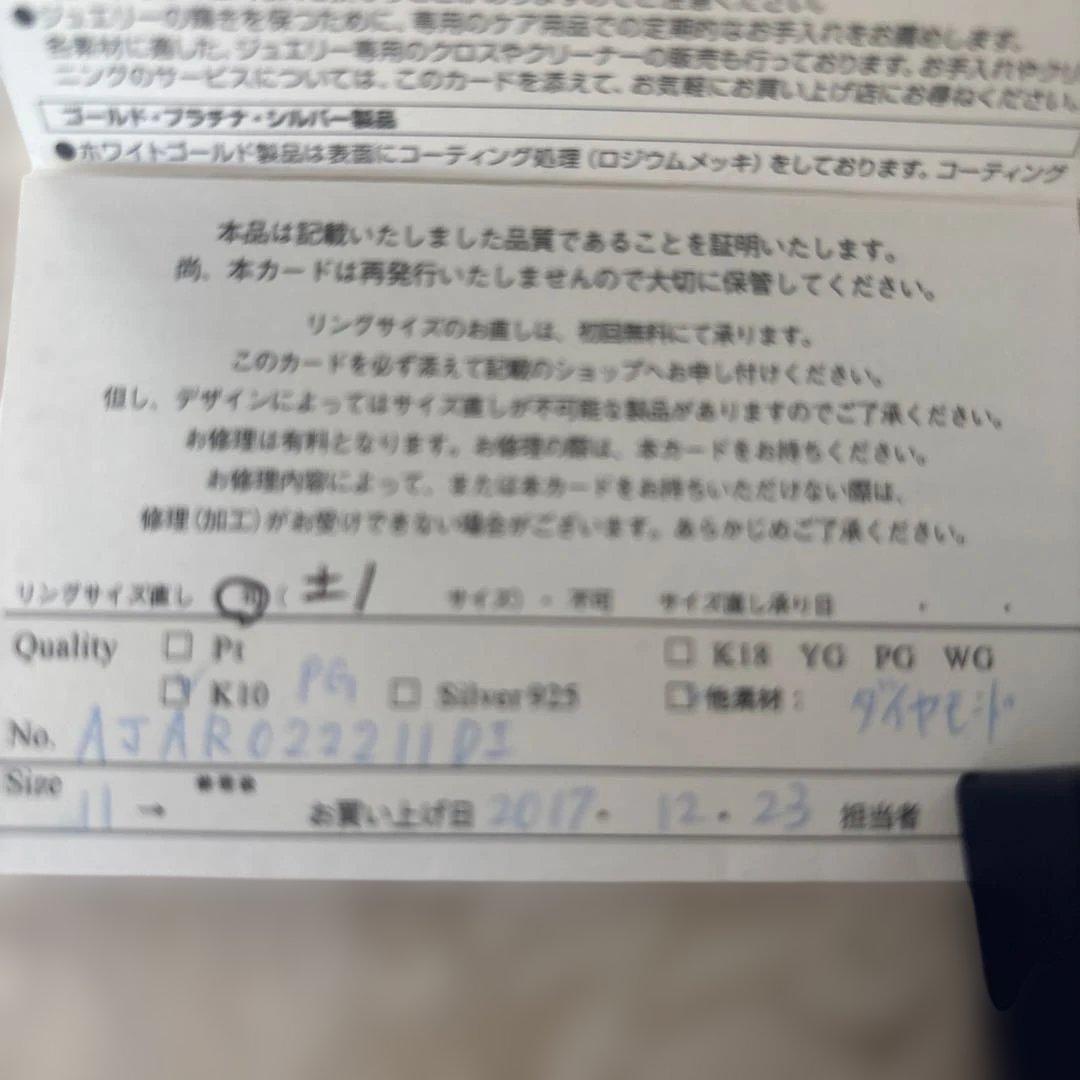 ●ジュエリーの輝きを保つために、専用のケア用品での定期的なお手入れをお薦めします。
各素材に適した、ジュエリー専用のクロスやクリーナーの販売も行っております。お手入れやクリ
ニングのサービスについては、このカードを添えて、お気軽にお買い上げ店にお尋ねください。
ゴールド・プラチナ・シルバー製品
●ホワイトゴールド製品は表面にコーティング処理(ロジウムメッキ)をしております。コーティング
本品は記載いたしました品質であることを証明いたします。
尚、本カードは再発行いたしませんので大切に保管してください。
リングサイズのお直しは、初回無料にて承ります。
このカードを必ず添えて記載のショップへお申し付けください。
但し、デザインによってはサイズ直しが不可能な製品がありますのでご了承ください。
お修理は有料となります。お修理の際は、本カードをお持ちください。
お修理内容によって、または本カードをお持ちいただけない際は、
修理(加工)がお受けできない場合がございます。あらかじめご了承ください。
リングサイズ直し 可 ( ±1 サイズ) ・ 不可 サイズ直し承り日 ・ ・
Quality □ Pt □ K18 YG PG WG
☑ K10 PG □ Silver925 □ 他素材: ダイヤモンド
No. AJAR022211DI
Size 11 → *** お買い上げ日 2017・12・23 担当者